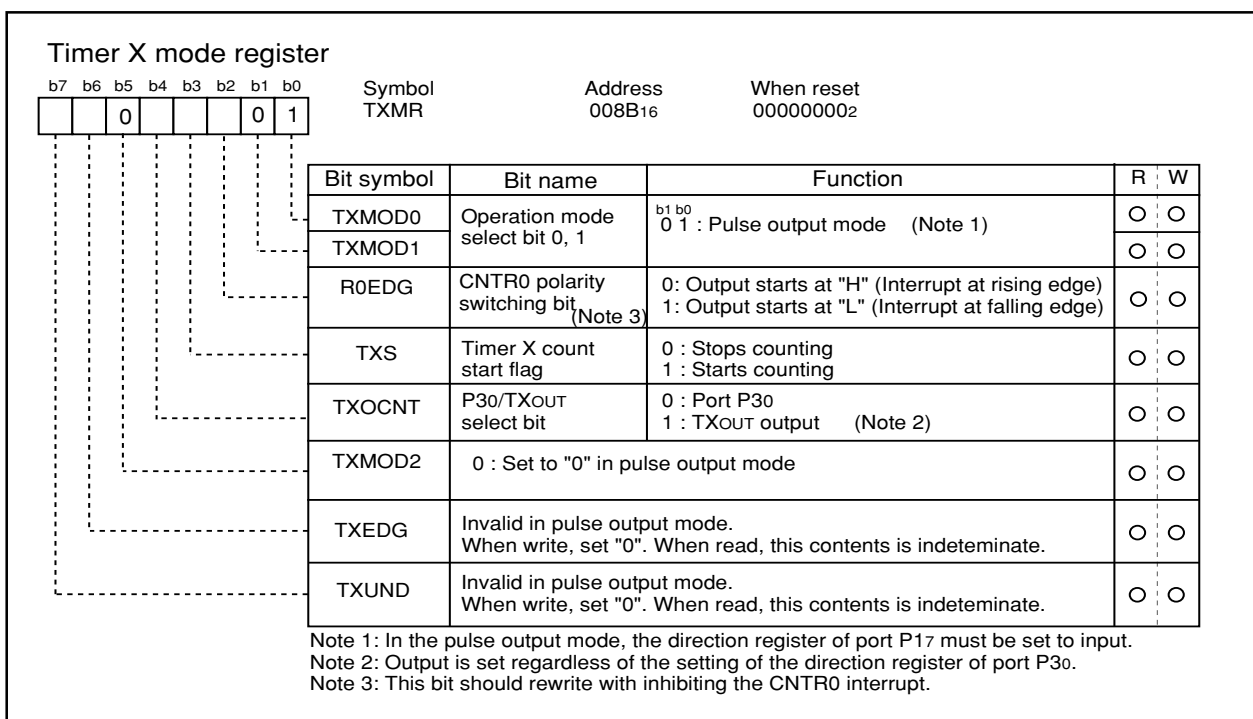 Timer X mode register
b7 b6 b5 b4 b3 b2 b1 b0
Symbol Address When reset
TXMR 008B16 000000002
0 0 1
Bit symbol Bit name Function R W
TXMOD0 Operation mode select bit 0, 1 b1 b0
0 1 : Pulse output mode (Note 1)
TXMOD1
R0EDG CNTR0 polarity switching bit (Note 3) 0: Output starts at "H" (Interrupt at rising edge)
1: Output starts at "L" (Interrupt at falling edge)
TXS Timer X count start flag 0 : Stops counting
1 : Starts counting
TXOCNT P30/TXOUT select bit 0 : Port P30
1 : TXOUT output (Note 2)
TXMOD2 0 : Set to "0" in pulse output mode
TXEDG Invalid in pulse output mode.
When write, set "0". When read, this contents is indeteminate.
TXUND Invalid in pulse output mode.
When write, set "0". When read, this contents is indeteminate.
Note 1: In the pulse output mode, the direction register of port P17 must be set to input.
Note 2: Output is set regardless of the setting of the direction register of port P30.
Note 3: This bit should rewrite with inhibiting the CNTR0 interrupt.